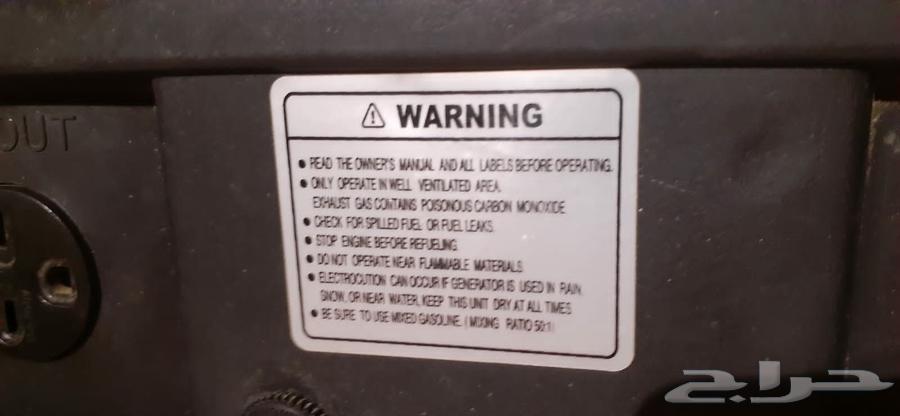 OUT
⚠ WARNING
• READ THE OWNER'S MANUAL AND ALL LABELS BEFORE OPERATING.
• ONLY OPERATE IN WELL VENTILATED AREA.
EXHAUST GAS CONTAINS POISONOUS CARBON MONOXIDE
• CHECK FOR SPILLED FUEL OR FUEL LEAKS.
• STOP ENGINE BEFORE REFUELING
• DO NOT OPERATE NEAR FLAMMABLE MATERIALS
• ELECTROCUTION CAN OCCUR IF GENERATOR IS USED IN RAIN,
SNOW, OR NEAR WATER, KEEP THIS UNIT DRY AT ALL TIMES
• BE SURE TO USE MIXED GASOLINE. (MIXING RATIO 50:1)
حراج